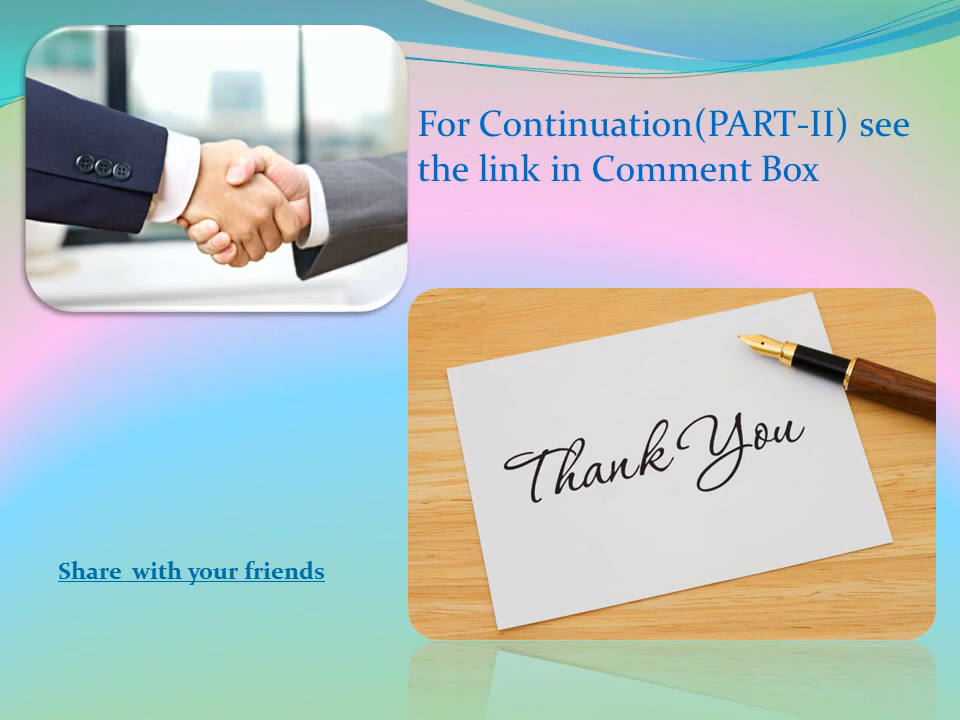 For Continuation(PART-II) see
the link in Comment Box
Thank You
Share with your friends